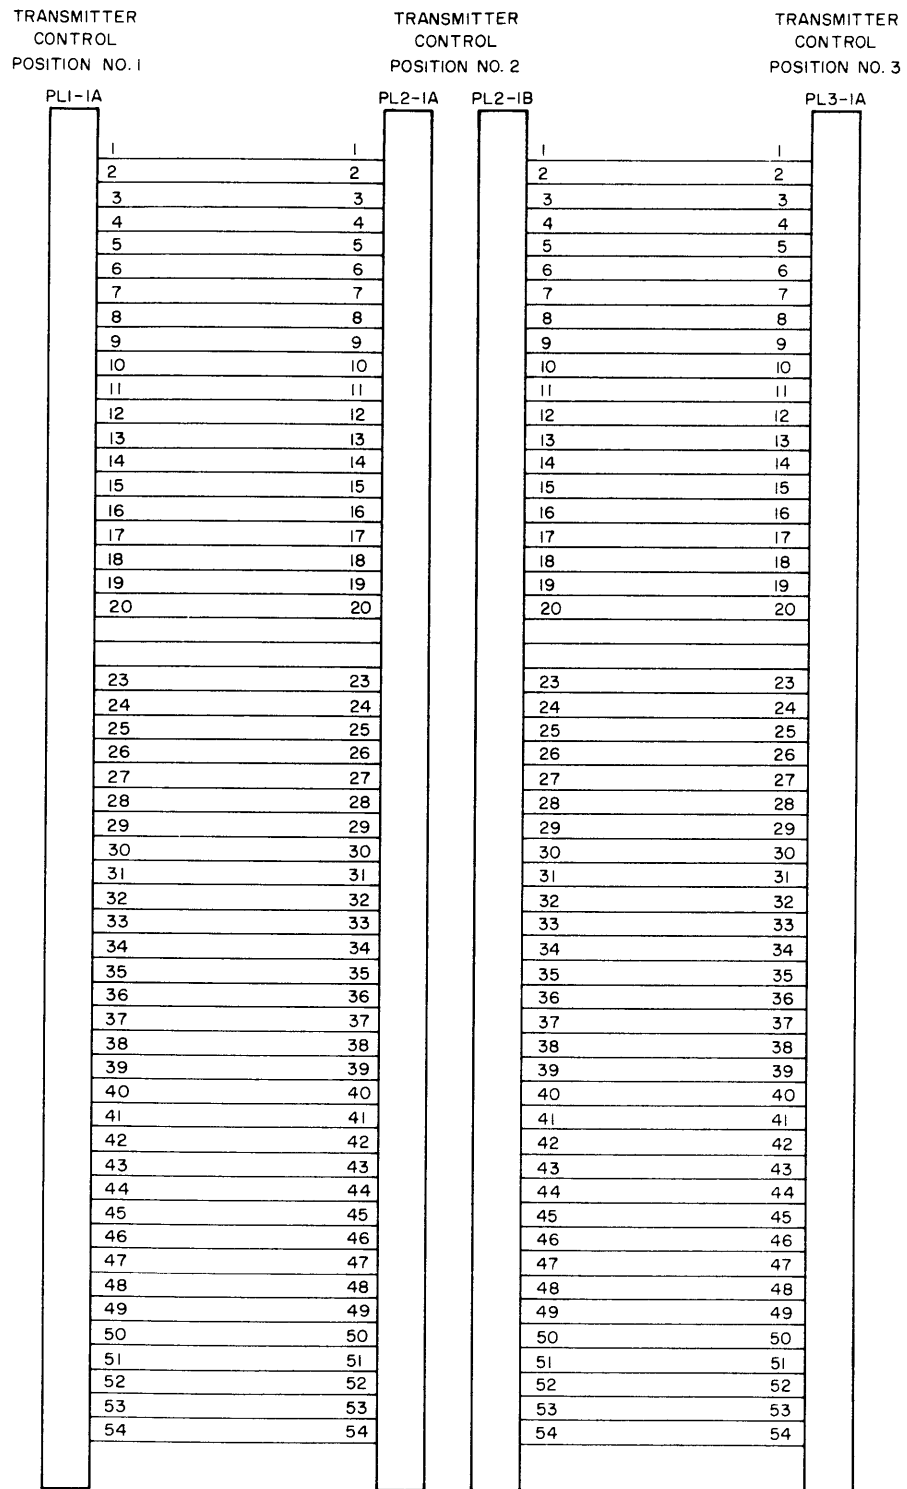 TRANSMITTER CONTROL POSITION NO. 1
TRANSMITTER CONTROL POSITION NO. 2
TRANSMITTER CONTROL POSITION NO. 3
PL1-1A PL2-1A PL2-1B PL3-1A
1 1 1 1
2 2 2 2
3 3 3 3
4 4 4 4
5 5 5 5
6 6 6 6
7 7 7 7
8 8 8 8
9 9 9 9
10 10 10 10
11 11 11 11
12 12 12 12
13 13 13 13
14 14 14 14
15 15 15 15
16 16 16 16
17 17 17 17
18 18 18 18
19 19 19 19
20 20 20 20
23 23 23 23
24 24 24 24
25 25 25 25
26 26 26 26
27 27 27 27
28 28 28 28
29 29 29 29
30 30 30 30
31 31 31 31
32 32 32 32
33 33 33 33
34 34 34 34
35 35 35 35
36 36 36 36
37 37 37 37
38 38 38 38
39 39 39 39
40 40 40 40
41 41 41 41
42 42 42 42
43 43 43 43
44 44 44 44
45 45 45 45
46 46 46 46
47 47 47 47
48 48 48 48
49 49 49 49
50 50 50 50
51 51 51 51
52 52 52 52
53 53 53 53
54 54 54 54